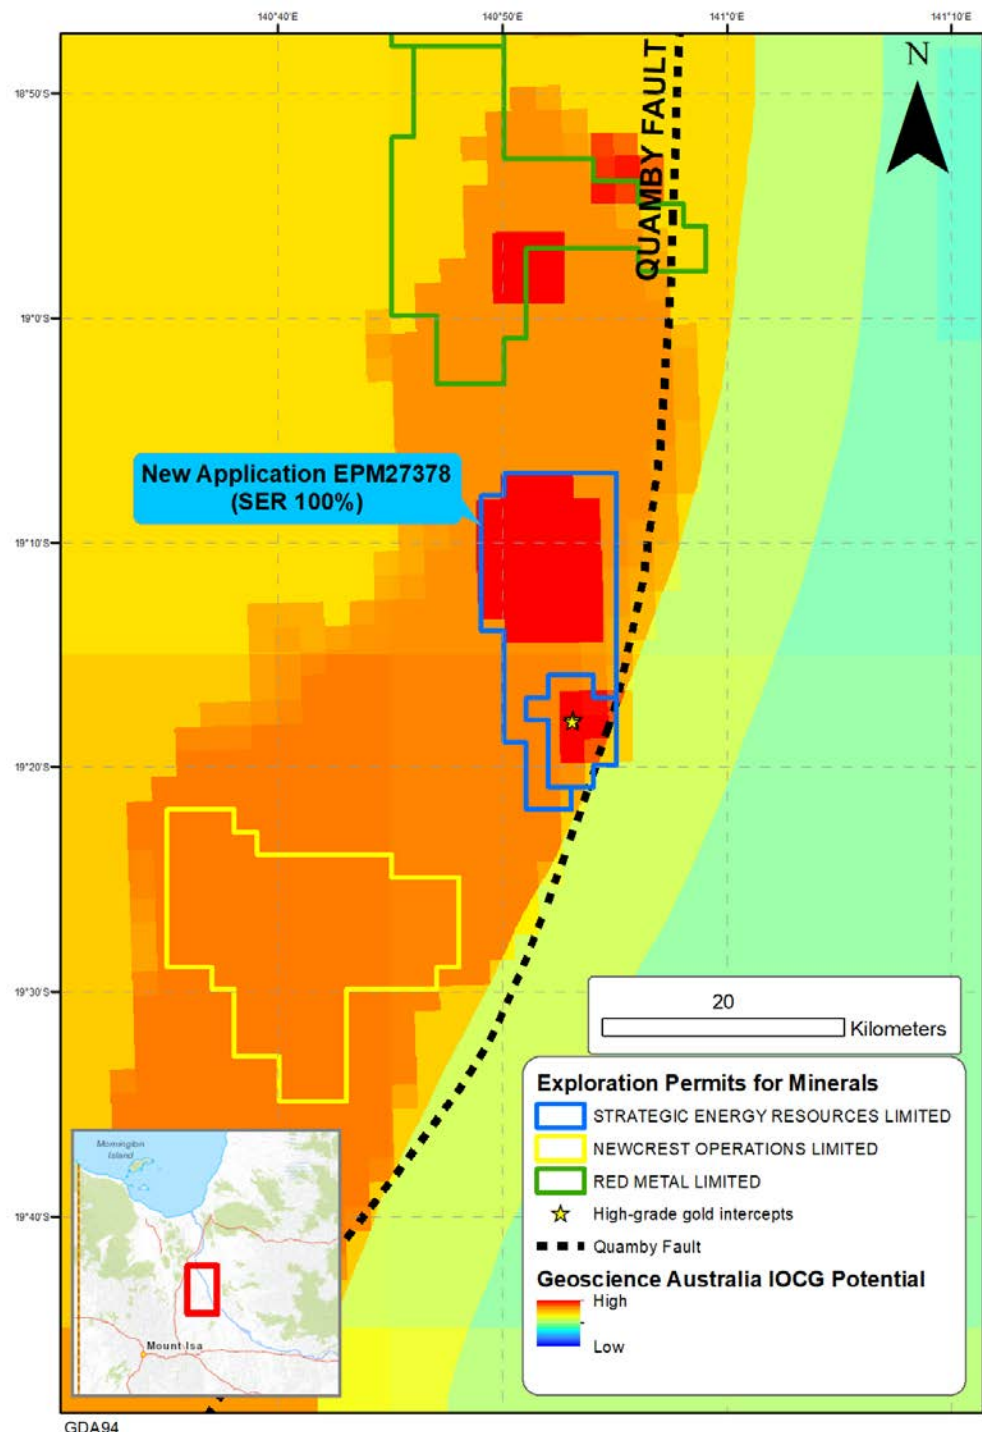 140°40'E
140°50'E
141°0'E
141°10'E
18°50'S
19°0'S
19°10'S
19°20'S
19°30'S
19°40'S
N
QUAMBY FAULT
New Application EPM27378
(SER 100%)
20
Kilometers
Exploration Permits for Minerals
STRATEGIC ENERGY RESOURCES LIMITED
NEWCREST OPERATIONS LIMITED
RED METAL LIMITED
High-grade gold intercepts
Quamby Fault
Geoscience Australia IOCG Potential
High
Low
Mornington
Island
Mount Isa
GDA94